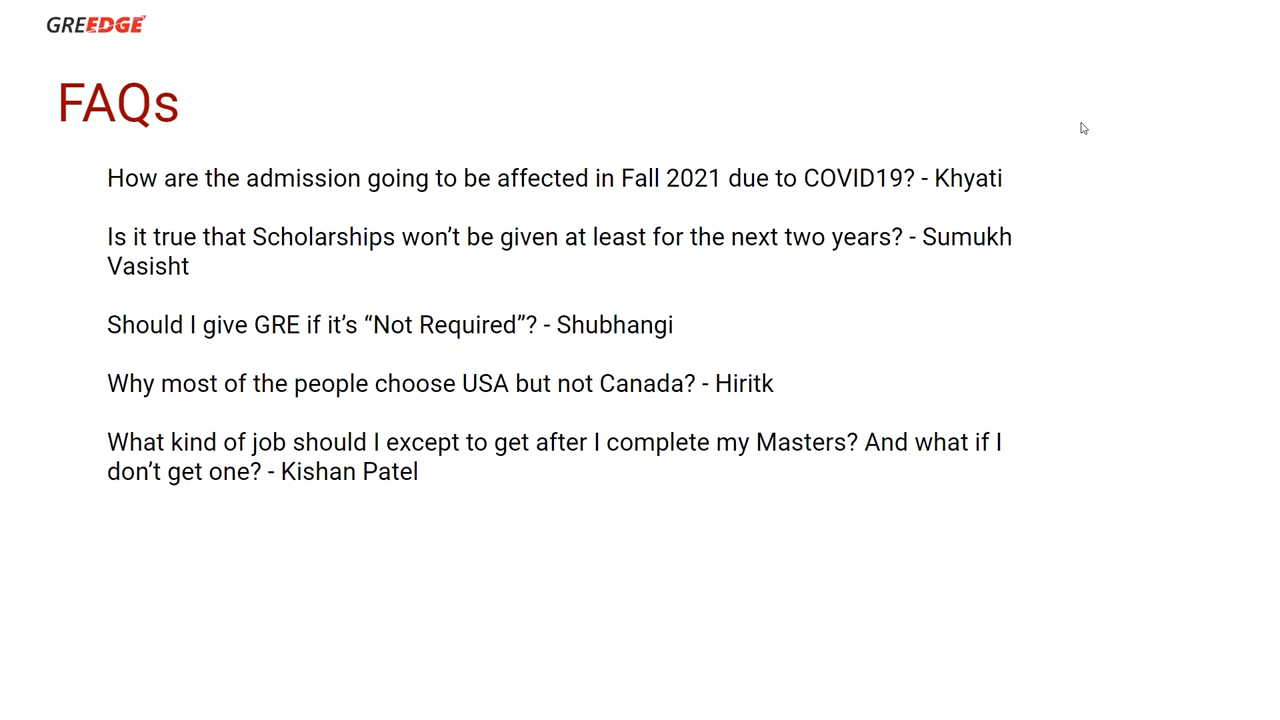 GREEDGE
FAQs
How are the admission going to be affected in Fall 2021 due to COVID19? - Khyati
Is it true that Scholarships won’t be given at least for the next two years? - Sumukh
Vasisht
Should I give GRE if it’s “Not Required”? - Shubhangi
Why most of the people choose USA but not Canada? - Hiritk
What kind of job should I except to get after I complete my Masters? And what if I
don’t get one? - Kishan Patel